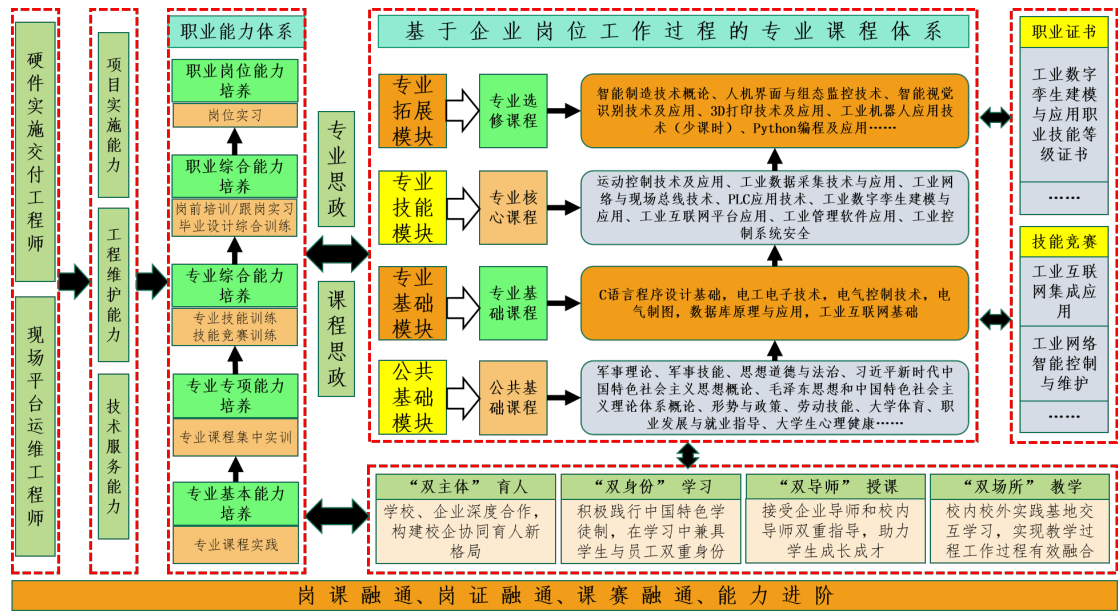 硬件实施交付工程师
现场平台运维工程师
项目实施能力
工程维护能力
技术服务能力
职业能力体系
职业岗位能力
培养
岗位实习
职业综合能力
培养
岗前培训/跟岗实习
毕业设计综合训练
专业综合能力
培养
专业技能训练
技能竞赛训练
专业专项能力
培养
专业课程集中实训
专业基本能力
培养
专业课程实践
专业思政
课程思政
基于企业岗位工作过程的专业课程体系
专业
拓展
模块
专业选
修课程
智能制造技术概论、人机界面与组态监控技术、智能视觉
识别技术及应用、3D打印技术及应用、工业机器人应用技
术（少课时）、Python编程及应用……
专业
技能
模块
专业核
心课程
运动控制技术及应用、工业数据采集技术与应用、工业网
络与现场总线技术、PLC应用技术、工业数字孪生建模与
应用、工业互联网平台应用、工业管理软件应用、工业控
制系统安全
专业
基础
模块
专业基
础课程
C语言程序设计基础，电工电子技术，电气控制技术，电
气制图，数据库原理与应用，工业互联网基础
公共
基础
模块
公共基
础课程
军事理论、军事技能、思想道德与法治、习近平新时代中
国特色社会主义思想概论、毛泽东思想和中国特色社会主
义理论体系概论、形势与政策、劳动技能、大学体育、职
业发展与就业指导、大学生心理健康……
职业证书
工业数字
孪生建模
与应用职
业技能等
级证书
……
技能竞赛
工业互联
网集成应
用
工业网络
智能控制
与维护
……
“双主体” 育人
学校、企业深度合作，
构建校企协同育人新
格局
“双身份” 学习
积极践行中国特色学
徒制，在学习中兼具
学生与员工双重身份
“双导师” 授课
接受企业导师和校内
导师双重指导，助力
学生成长成才
“双场所” 教学
校内校外实践基地交
互学习，实现教学过
程工作过程有效融合
岗课融通、岗证融通、课赛融通、能力进阶